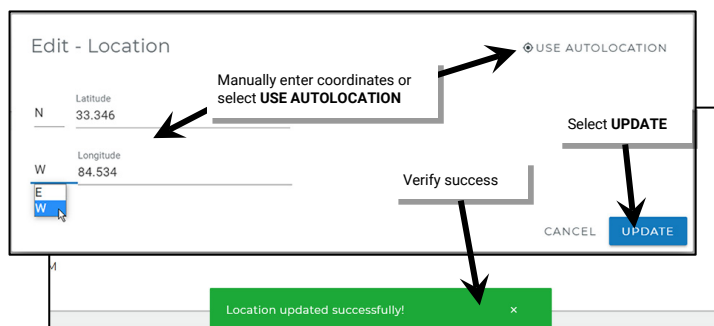 Edit - Location
USE AUTOLOCATION
Manually enter coordinates or
select USE AUTOLOCATION
Latitude
N 33.346
Select UPDATE
Longitude
W 84.534
Verify success
E
W
CANCEL UPDATE
M
Location updated successfully! ×